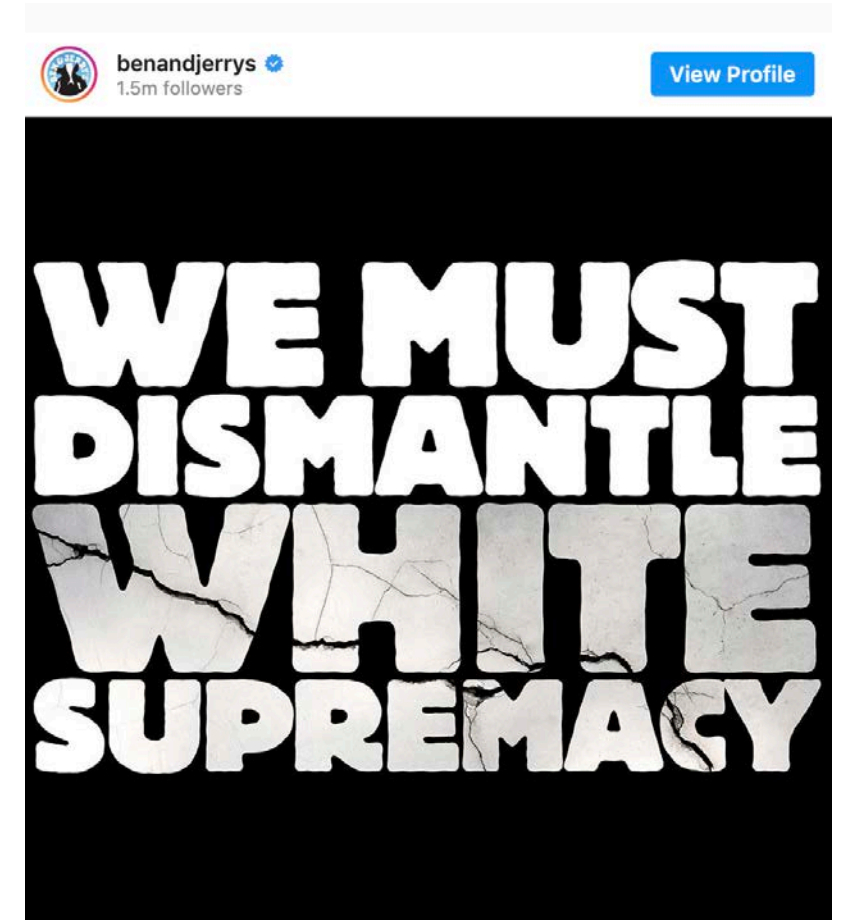 benandjerrys
1.5m followers
View Profile
WE MUST
DISMANTLE
WHITE
SUPREMACY